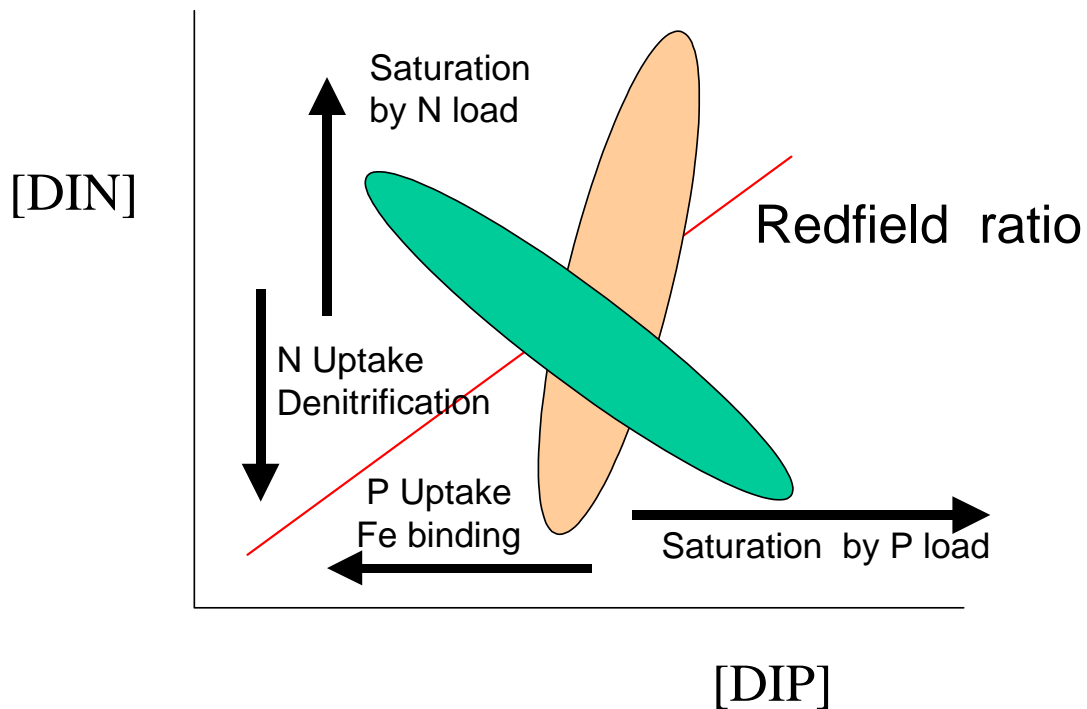 Saturation
by N load
[DIN]
Redfield ratio
N Uptake
Denitrification
P Uptake
Fe binding
Saturation by P load
[DIP]